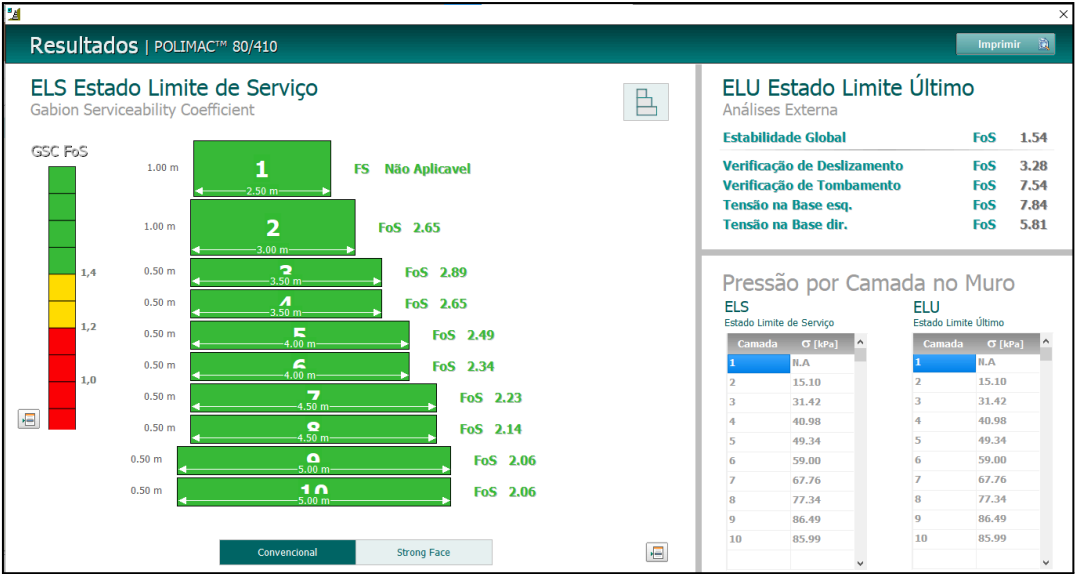 Resultados | POLIMAC™ 80/410
Imprimir
ELS Estado Limite de Serviço
Gabion Serviceability Coefficient
GSC FoS
1,4
1,2
1,0
1.00 m 1 2.50 m FS Não Aplicavel
1.00 m 2 3.00 m FoS 2.65
0.50 m 3 3.50 m FoS 2.89
0.50 m 4 3.50 m FoS 2.65
0.50 m 5 4.00 m FoS 2.49
0.50 m 6 4.00 m FoS 2.34
0.50 m 7 4.50 m FoS 2.23
0.50 m 8 4.50 m FoS 2.14
0.50 m 9 5.00 m FoS 2.06
0.50 m 10 5.00 m FoS 2.06
Convencional Strong Face
ELU Estado Limite Último
Análises Externa
Estabilidade Global FoS 1.54
Verificação de Deslizamento FoS 3.28
Verificação de Tombamento FoS 7.54
Tensão na Base esq. FoS 7.84
Tensão na Base dir. FoS 5.81
Pressão por Camada no Muro
ELS
Estado Limite de Serviço
Camada σ [kPa]
1 N.A
2 15.10
3 31.42
4 40.98
5 49.34
6 59.00
7 67.76
8 77.34
9 86.49
10 85.99
ELU
Estado Limite Último
Camada σ [kPa]
1 N.A
2 15.10
3 31.42
4 40.98
5 49.34
6 59.00
7 67.76
8 77.34
9 86.49
10 85.99